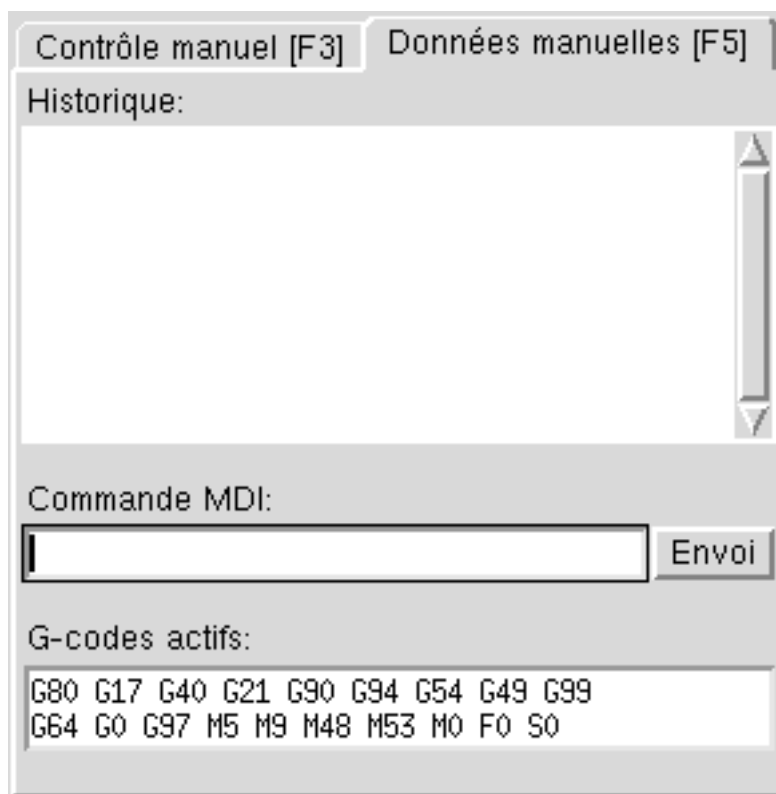 Contrôle manuel [F3] Données manuelles [F5]
Historique:
Commande MDI:
Envoi
G-codes actifs:
G80 G17 G40 G21 G90 G94 G54 G49 G99
G64 G0 G97 M5 M9 M48 M53 M0 F0 S0